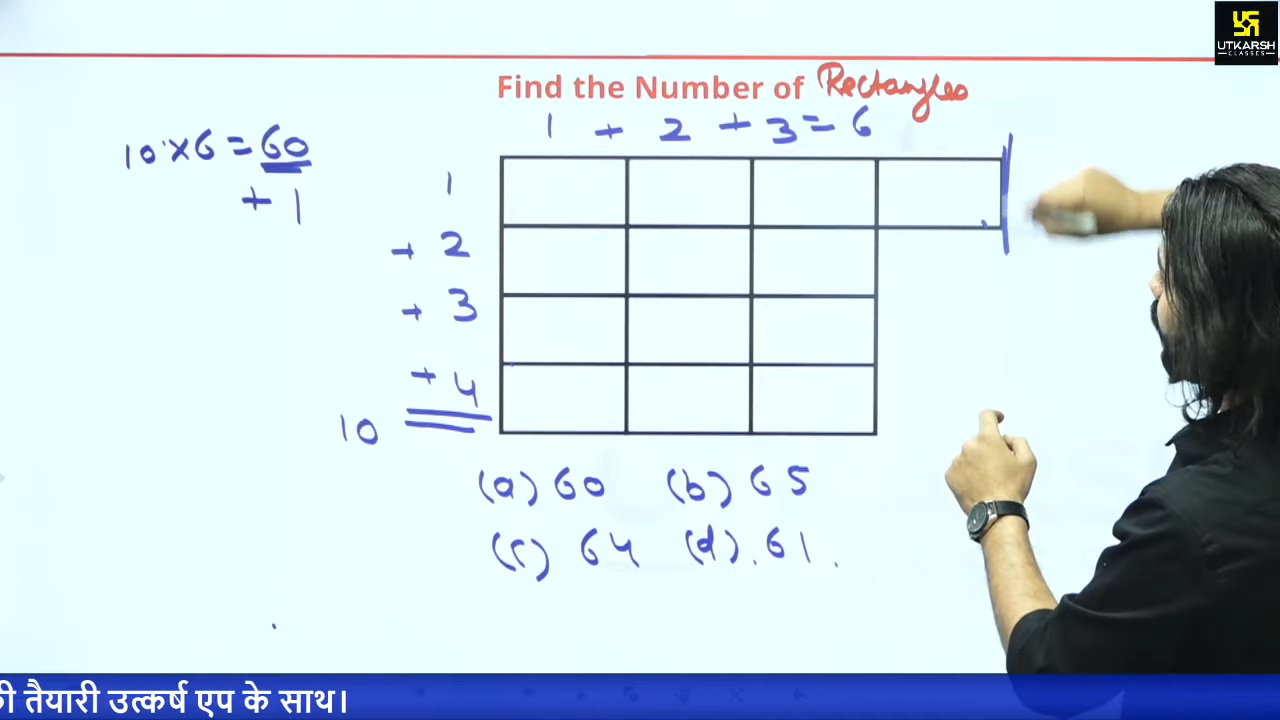 UTKARSH
CLASSES
Find the Number of Rectangles
1 + 2 + 3 = 6
10 × 6 = 60
+ 1
1
+ 2
+ 3
+ 4
10
(a) 60 (b) 65
(c) 64 (d) 61
की तैयारी उत्कर्ष एप के साथ।